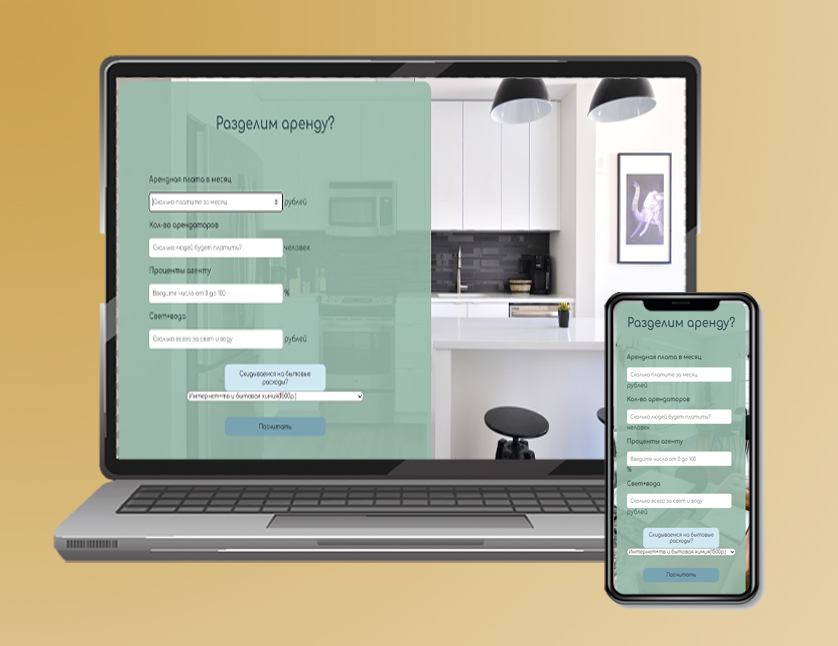 Разделим аренду?
Арендная плата в месяц
Сколько платите за месяц
рублей
Кол-во арендаторов
Сколько людей будет платить?
человек
Проценты агенту
Введите число от 0 до 100
%
Свет+вода
Сколько всего за свет и воду
рублей
Скидываемся на бытовые
расходы?
Интернет+тв и бытовая химия(1500р.)
Посчитать
Разделим аренду?
Арендная плата в месяц
Сколько платите за месяц
рублей
Кол-во арендаторов
Сколько людей будет платить?
человек
Проценты агенту
Введите число от 0 до 100
%
Свет+вода
Сколько всего за свет и воду
рублей
Скидываемся на бытовые
расходы?
Интернет+тв и бытовая химия(1500р.)
Посчитать